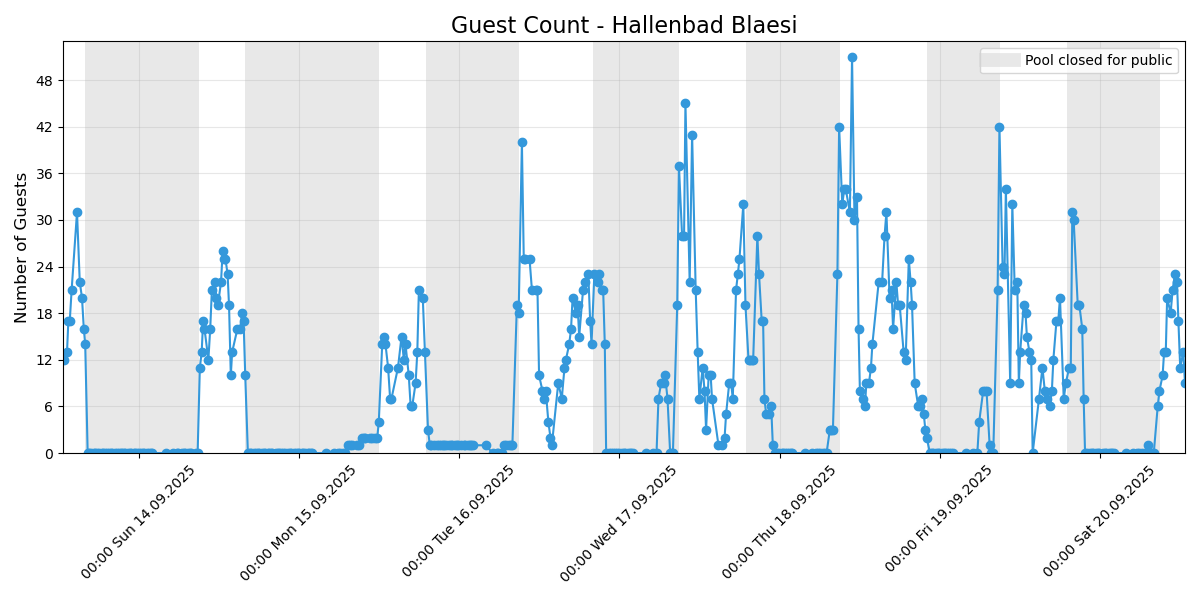 Guest Count - Hallenbad Blaesi
Pool closed for public
Number of Guests
48
42
36
30
24
18
12
6
0
00:00 Sun 14.09.2025
00:00 Mon 15.09.2025
00:00 Tue 16.09.2025
00:00 Wed 17.09.2025
00:00 Thu 18.09.2025
00:00 Fri 19.09.2025
00:00 Sat 20.09.2025